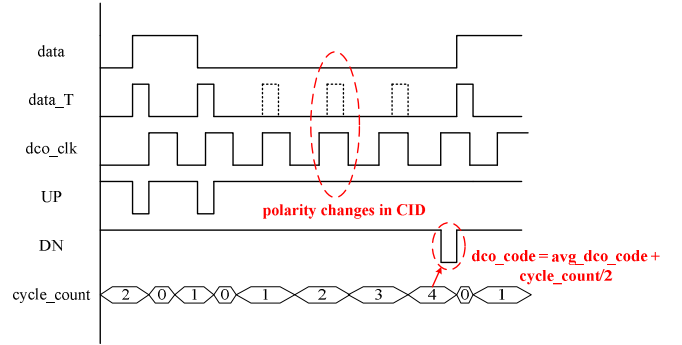 data
data_T
dco_clk
UP
polarity changes in CID
DN
dco_code = avg_dco_code +
cycle_count/2
cycle_count 2 0 1 0 1 2 3 4 0 1